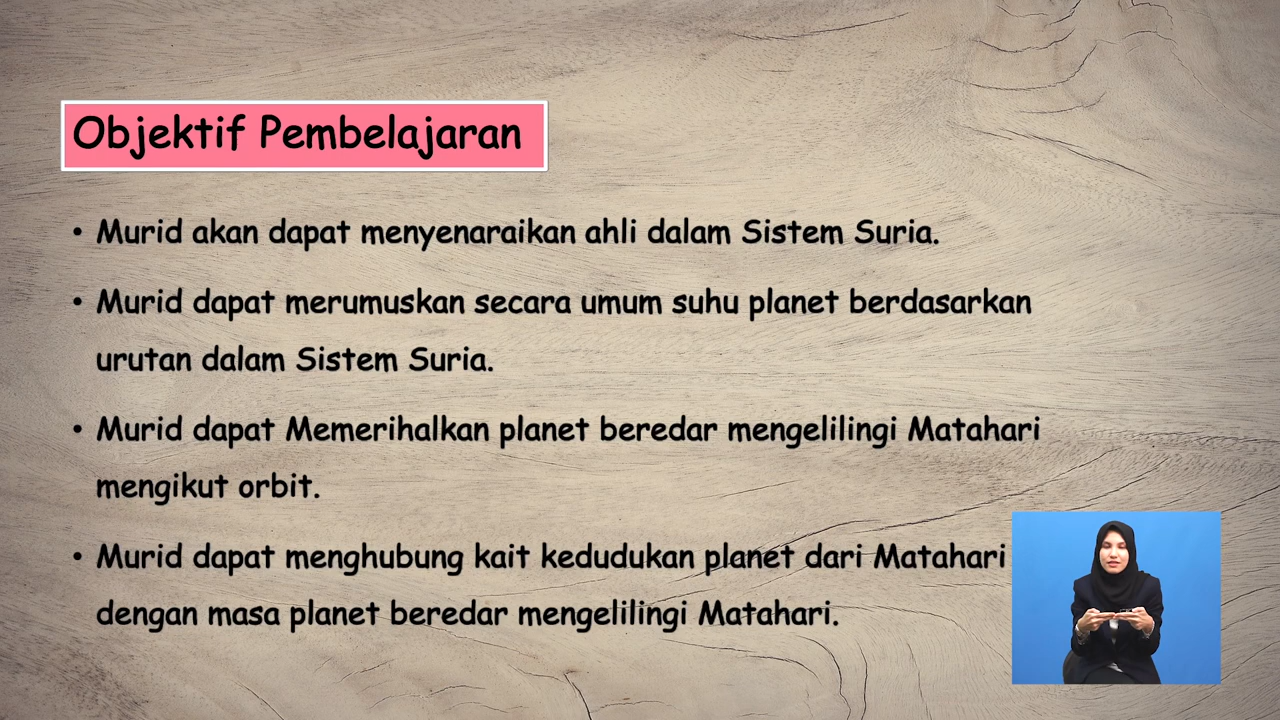 Objektif Pembelajaran
• Murid akan dapat menyenaraikan ahli dalam Sistem Suria.
• Murid dapat merumuskan secara umum suhu planet berdasarkan
urutan dalam Sistem Suria.
• Murid dapat Memerihalkan planet beredar mengelilingi Matahari
mengikut orbit.
• Murid dapat menghubung kait kedudukan planet dari Matahari
dengan masa planet beredar mengelilingi Matahari.